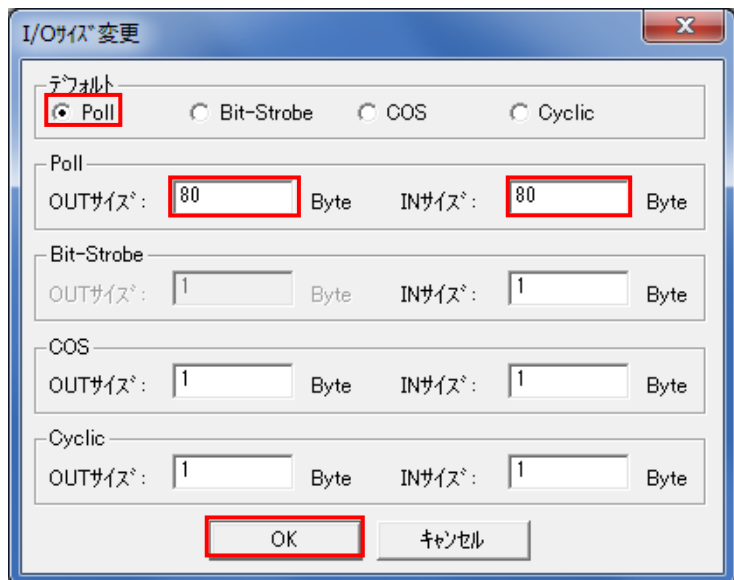 I/Oｻｲｽﾞ変更
x
ﾃﾞﾌｫﾙﾄ
Poll Bit-Strobe COS Cyclic
Poll
OUTｻｲｽﾞ: 80 Byte INｻｲｽﾞ: 80 Byte
Bit-Strobe
OUTｻｲｽﾞ: 1 Byte INｻｲｽﾞ: 1 Byte
COS
OUTｻｲｽﾞ: 1 Byte INｻｲｽﾞ: 1 Byte
Cyclic
OUTｻｲｽﾞ: 1 Byte INｻｲｽﾞ: 1 Byte
OK ｷｬﾝｾﾙ